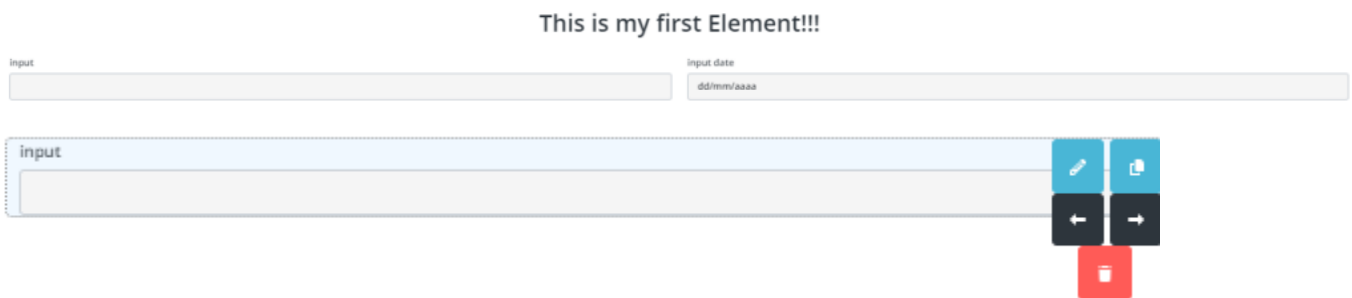 This is my first Element!!!
input
input date
dd/mm/aaaa
input